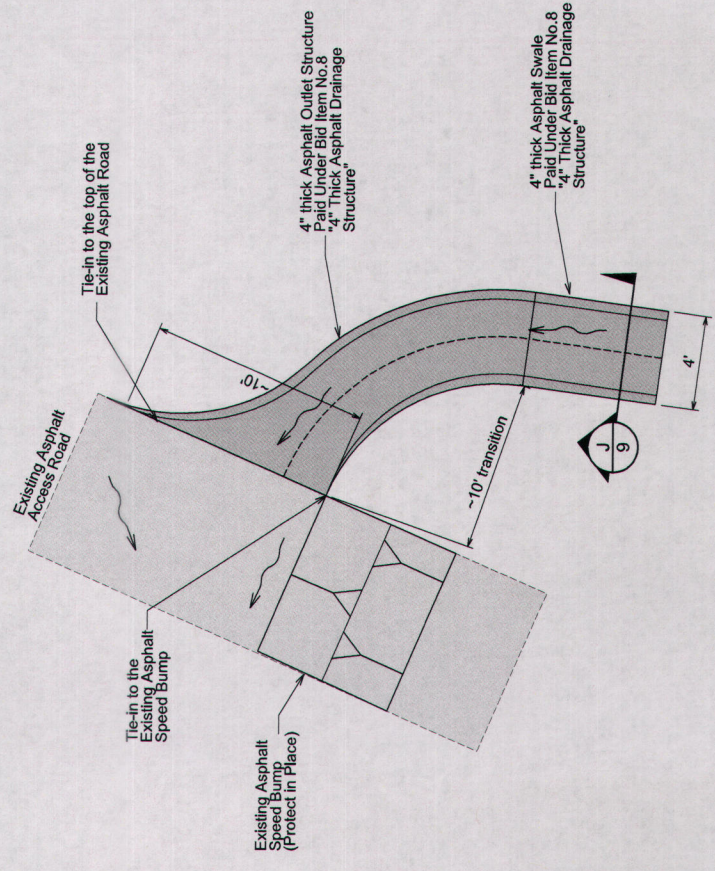 Tie-in to the top of the
Existing Asphalt Road
4" thick Asphalt Outlet Structure
Paid Under Bid Item No.8
"4" Thick Asphalt Drainage
Structure"
4" thick Asphalt Swale
Paid Under Bid Item No.8
"4" Thick Asphalt Drainage
Structure"
Existing Asphalt
Access Road
~10'
~10' transition
4'
J
9
Tie-in to the
Existing Asphalt
Speed Bump
Existing Asphalt
Speed Bump
(Protect in Place)